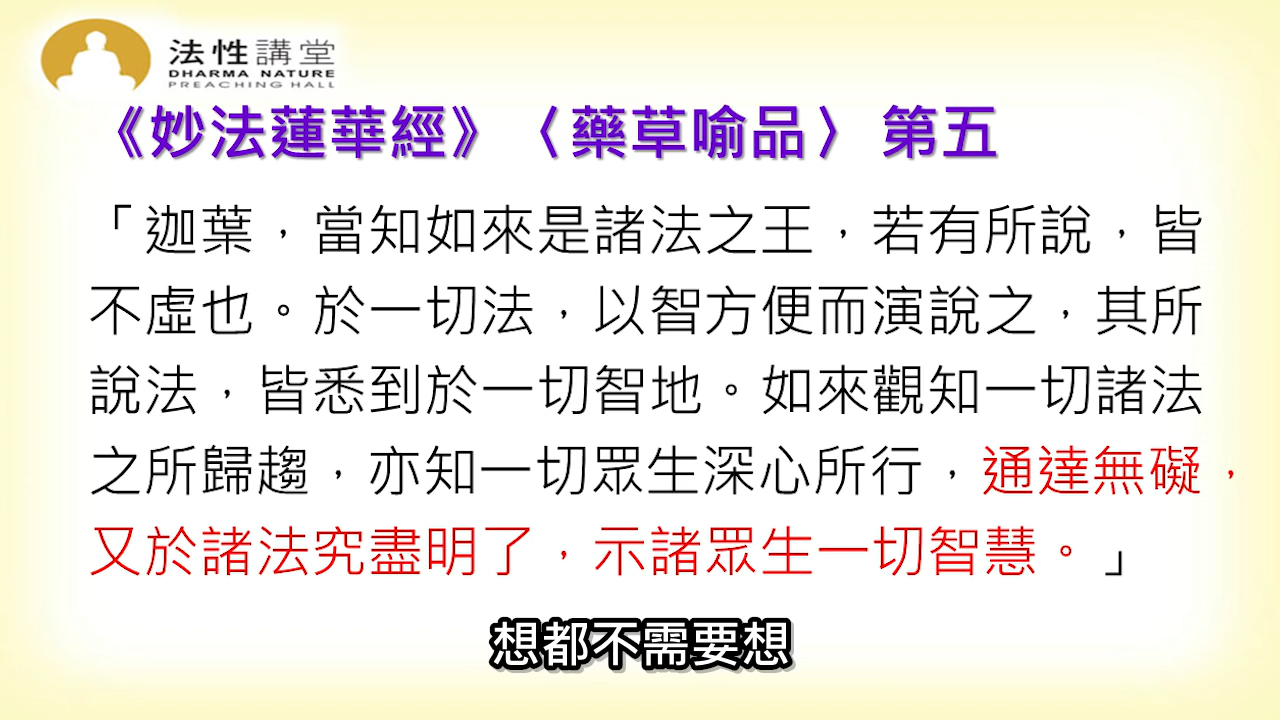 法性講堂
DHARMA NATURE
PREACHING HALL
《妙法蓮華經》〈藥草喻品〉第五
「迦葉，當知如來是諸法之王，若有所說，皆
不虛也。於一切法，以智方便而演說之，其所
說法，皆悉到於一切智地。如來觀知一切諸法
之所歸趨，亦知一切眾生深心所行，通達無礙，
又於諸法究盡明了，示諸眾生一切智慧。」
想都不需要想